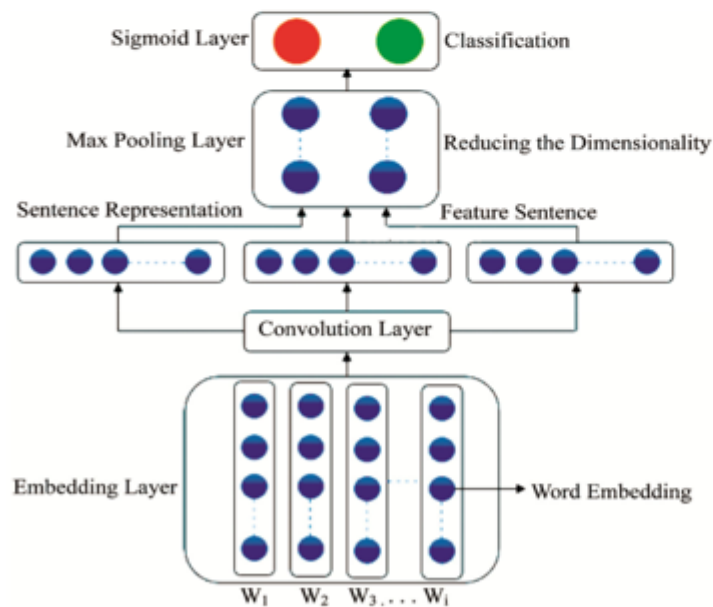 Sigmoid Layer
Classification
Max Pooling Layer
Reducing the Dimensionality
Sentence Representation
Feature Sentence
Convolution Layer
Embedding Layer
Word Embedding
W₁ W₂ W₃ . . . . Wᵢ